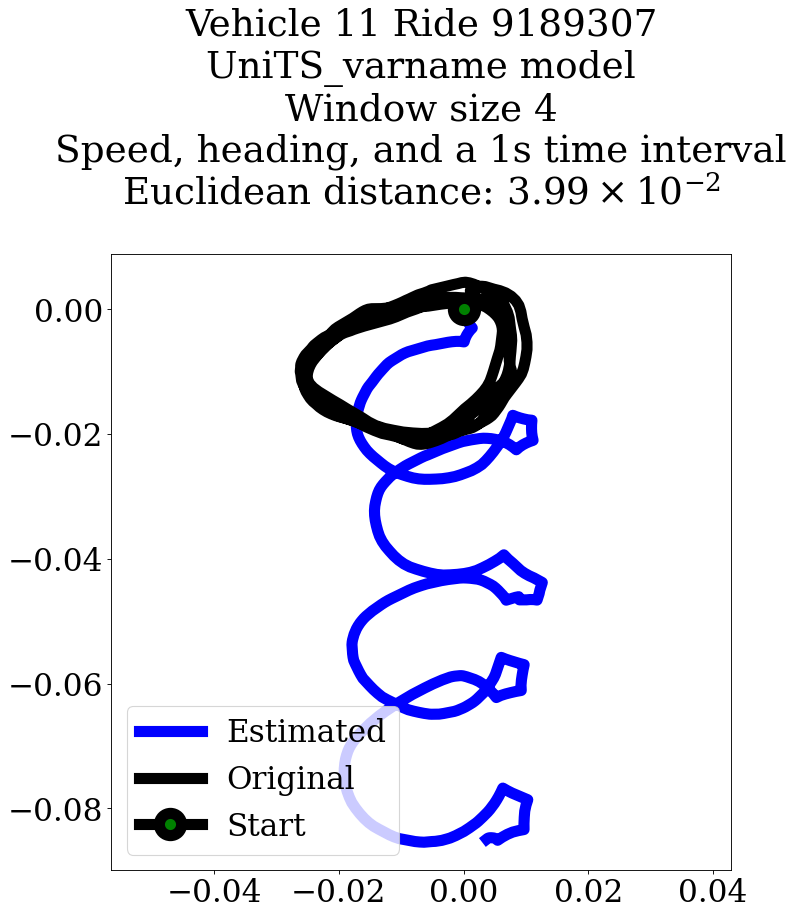 Vehicle 11 Ride 9189307
UniTS_varname model
Window size 4
Speed, heading, and a 1s time interval
Euclidean distance: 3.99 × 10⁻²
0.00
−0.02
−0.04
−0.06
−0.08
Estimated
Original
Start
−0.04 −0.02 0.00 0.02 0.04